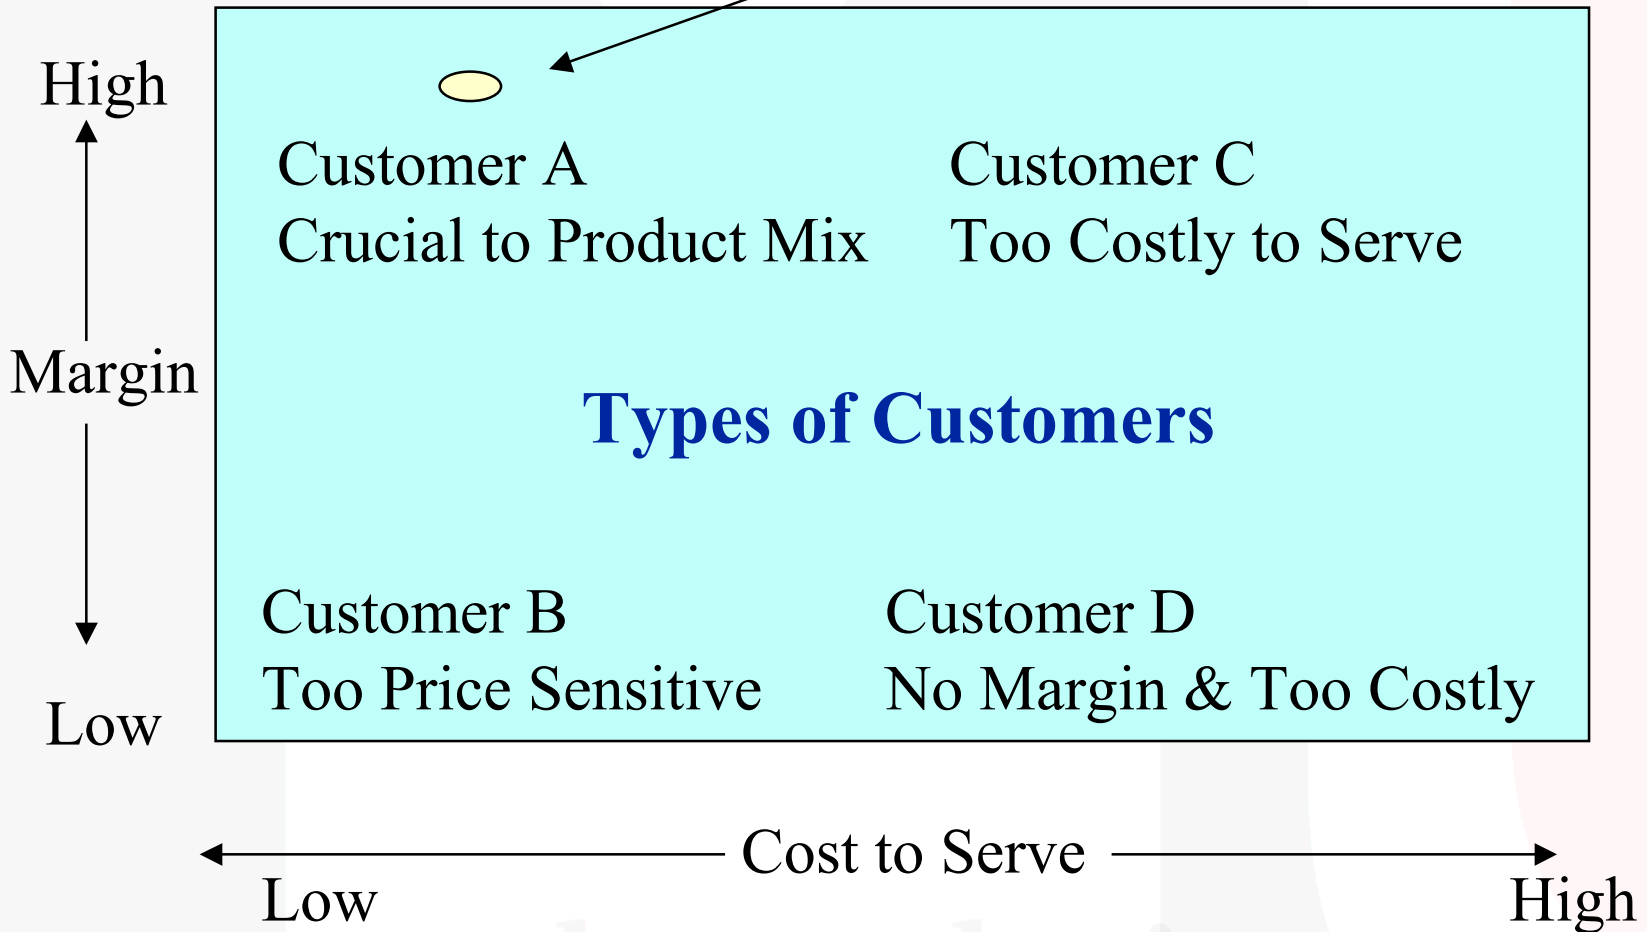 High
Customer A
Crucial to Product Mix
Customer C
Too Costly to Serve
Margin
Types of Customers
Customer B
Too Price Sensitive
Customer D
No Margin & Too Costly
Low
Cost to Serve
Low
High